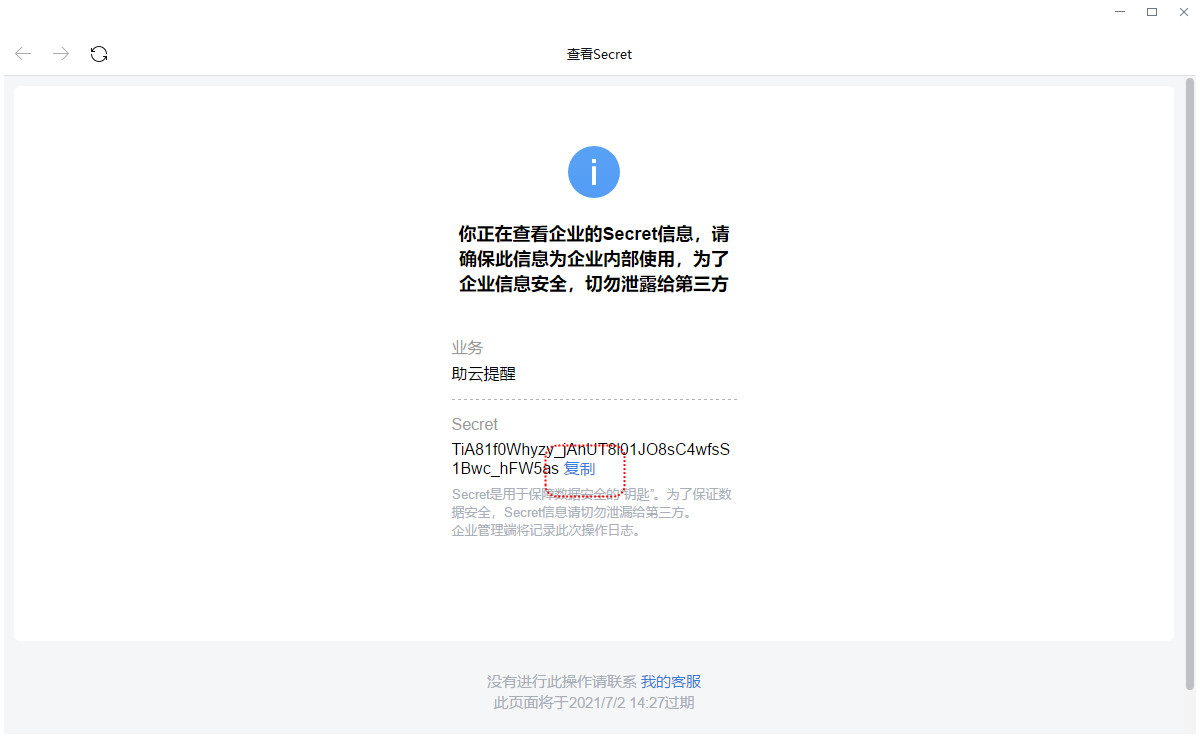 查看Secret
i
你正在查看企业的Secret信息，请
确保此信息为企业内部使用，为了
企业信息安全，切勿泄露给第三方
业务
助云提醒
Secret
TiA81f0Whyzy_jAnUT8I01JO8sC4wfsS
1Bwc_hFW5as 复制
Secret是用于保障数据安全的“钥匙”。为了保证数
据安全，Secret信息请切勿泄漏给第三方。
企业管理端将记录此次操作日志。
没有进行此操作请联系 我的客服
此页面将于2021/7/2 14:27过期